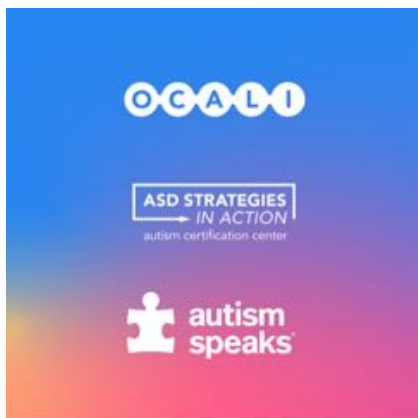 OCALI
ASD STRATEGIES
IN ACTION
autism certification center
autism
speaks